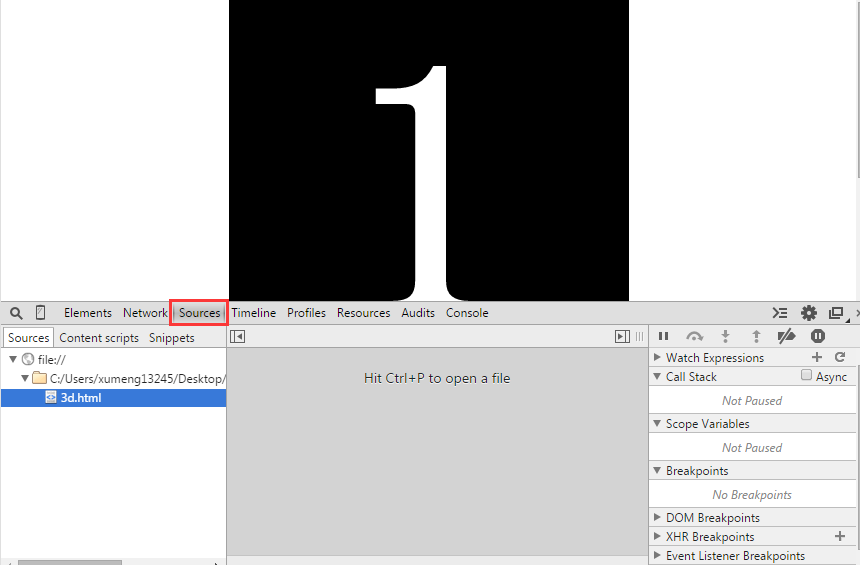 1
Elements Network Sources Timeline Profiles Resources Audits Console
Sources Content scripts Snippets
file://
C:/Users/xumeng13245/Desktop/
3d.html
Hit Ctrl+P to open a file
Watch Expressions
Call Stack Async
Not Paused
Scope Variables
Not Paused
Breakpoints
No Breakpoints
DOM Breakpoints
XHR Breakpoints
Event Listener Breakpoints